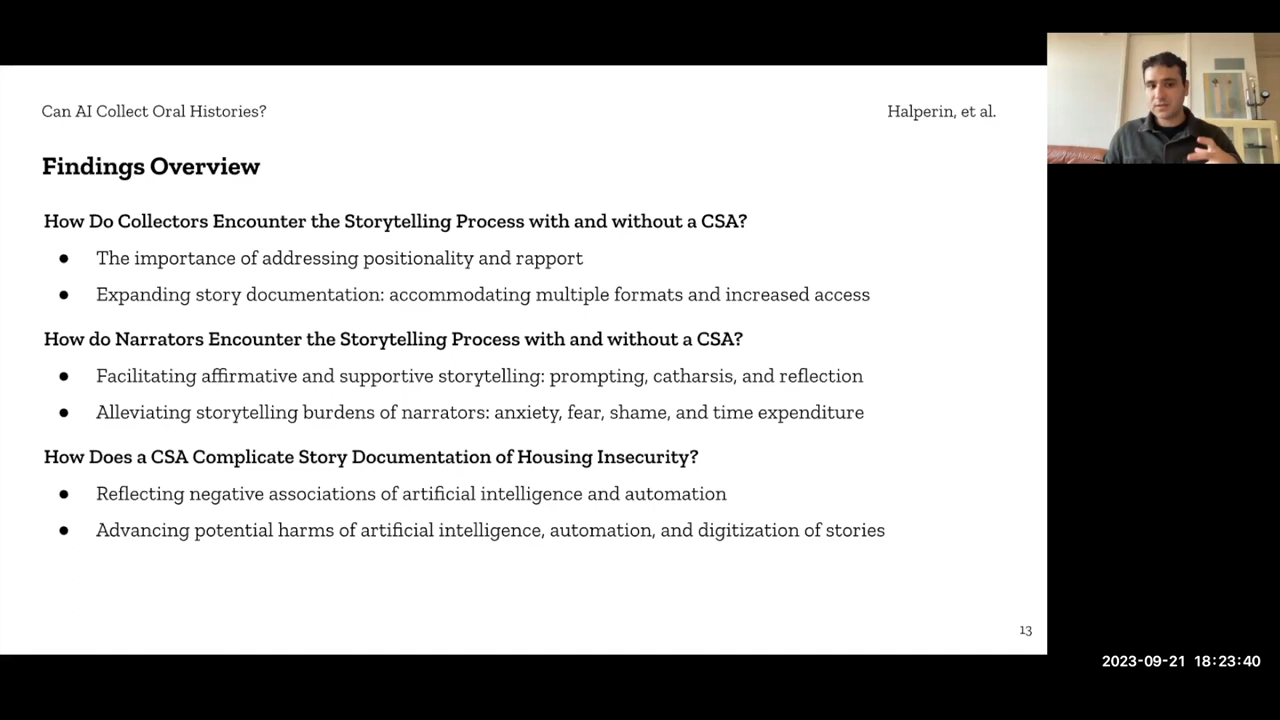 Can AI Collect Oral Histories?
Halperin, et al.
Findings Overview
How Do Collectors Encounter the Storytelling Process with and without a CSA?
● The importance of addressing positionality and rapport
● Expanding story documentation: accommodating multiple formats and increased access
How do Narrators Encounter the Storytelling Process with and without a CSA?
● Facilitating affirmative and supportive storytelling: prompting, catharsis, and reflection
● Alleviating storytelling burdens of narrators: anxiety, fear, shame, and time expenditure
How Does a CSA Complicate Story Documentation of Housing Insecurity?
● Reflecting negative associations of artificial intelligence and automation
● Advancing potential harms of artificial intelligence, automation, and digitization of stories
13
2023-09-21 18:23:40